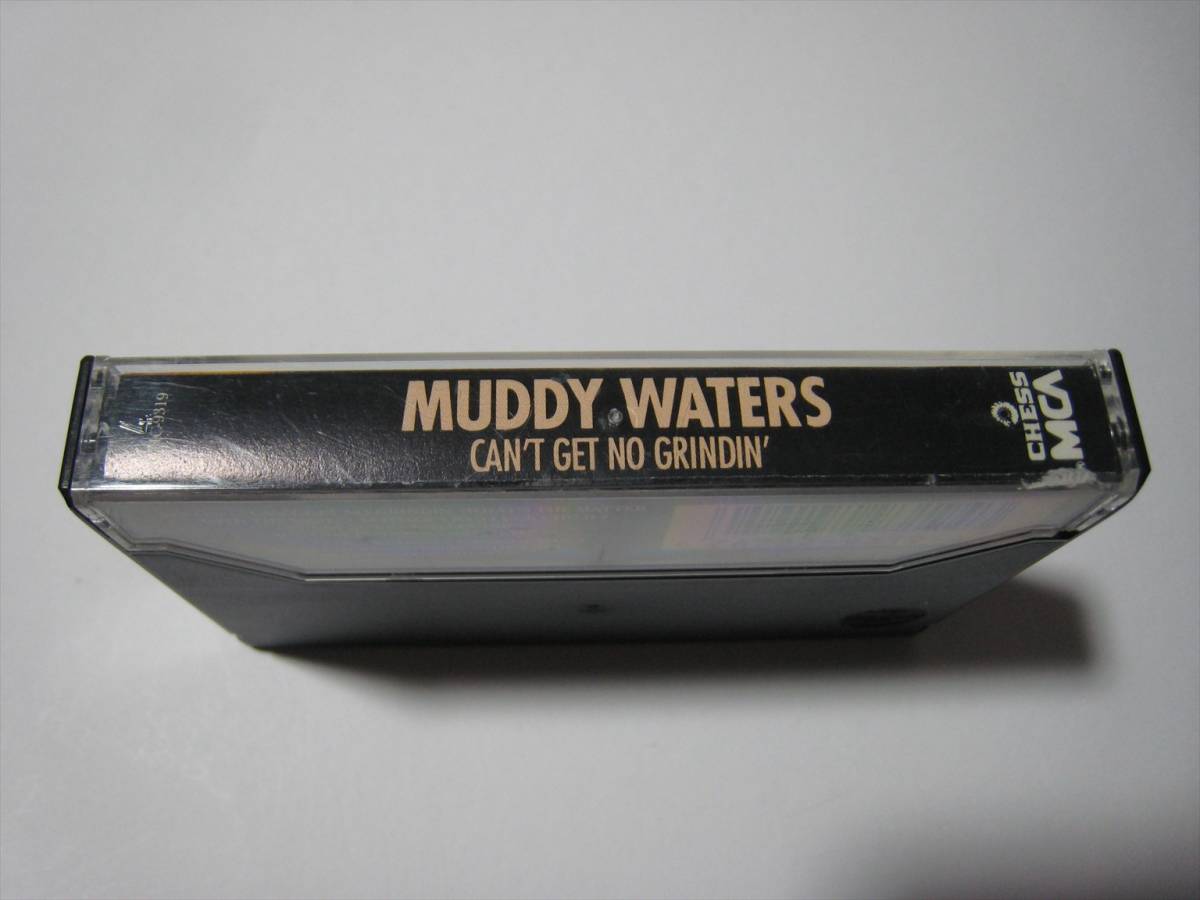 MUDDY WATERS
CAN'T GET NO GRINDIN'
CHESS
MCA